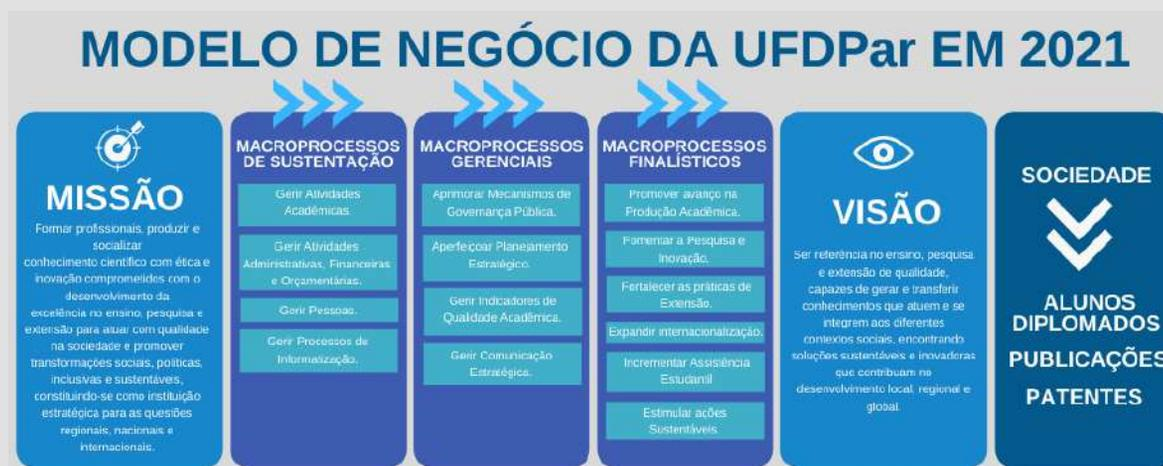 MODELO DE NEGÓCIO DA UFDPar EM 2021
MISSÃO
Formar profissionais, produzir e
socializar
conhecimento científico com ética e
inovação comprometidos com o
desenvolvimento da
excelência no ensino, pesquisa e
extensão para atuar com qualidade
na sociedade e promover
transformações sociais, políticas,
inclusivas e sustentáveis,
constituindo-se como instituição
estratégica para as questões
regionais, nacionais e
internacionais.
MACROPROCESSOS
DE SUSTENTAÇÃO
Gerir Atividades
Acadêmicas.
Gerir Atividades
Administrativas, Financeiras
e Orçamentárias.
Gerir Pessoas.
Gerir Processos de
Informatização.
MACROPROCESSOS
GERENCIAIS
Aprimorar Mecanismos de
Governança Pública.
Aperfeiçoar Planejamento
Estratégico.
Gerir Indicadores de
Qualidade Acadêmica.
Gerir Comunicação
Estratégica.
MACROPROCESSOS
FINALÍSTICOS
Promover avanço na
Produção Acadêmica.
Fomentar a Pesquisa e
Inovação.
Fortalecer as práticas de
Extensão.
Expandir internacionalização.
Incrementar Assistência
Estudantil
Estimular ações
Sustentáveis
VISÃO
Ser referência no ensino, pesquisa
e extensão de qualidade,
capazes de gerar e transferir
conhecimentos que atuem e se
integrem aos diferentes
contextos sociais, encontrando
soluções sustentáveis e inovadoras
que contribuam no
desenvolvimento local, regional e
global.
SOCIEDADE
ALUNOS
DIPLOMADOS
PUBLICAÇÕES
PATENTES